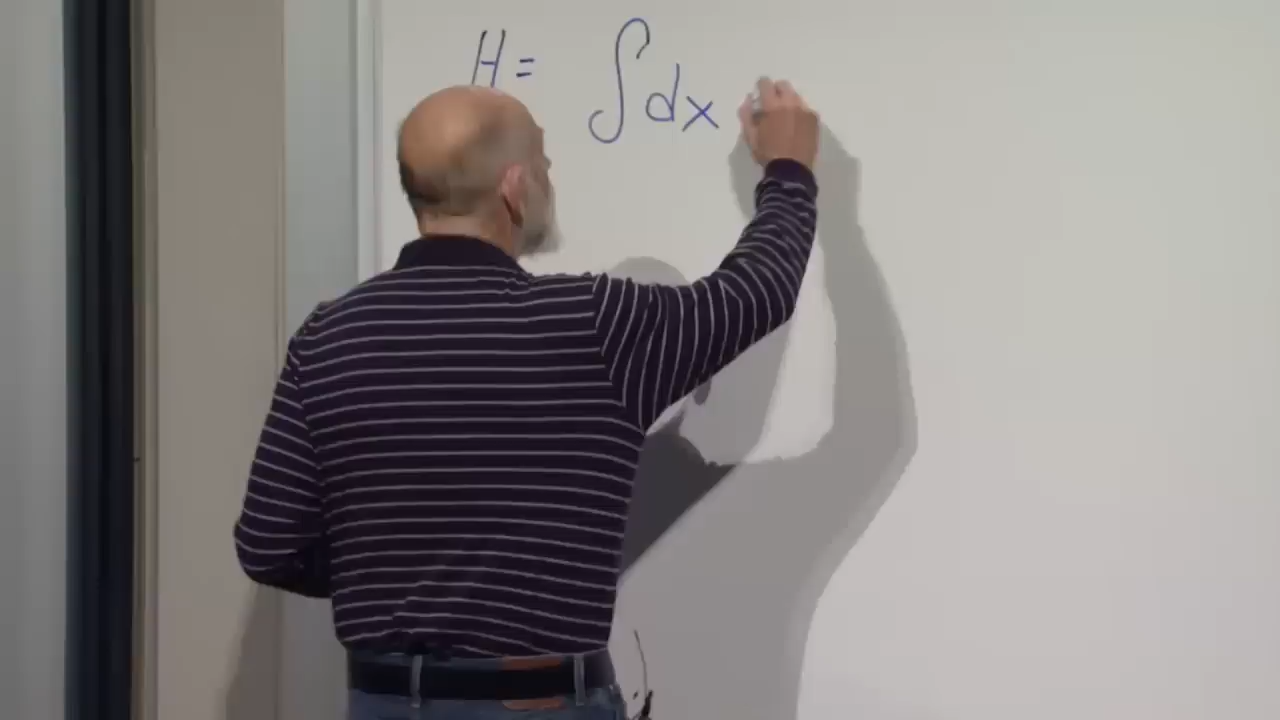 H = ∫ dx